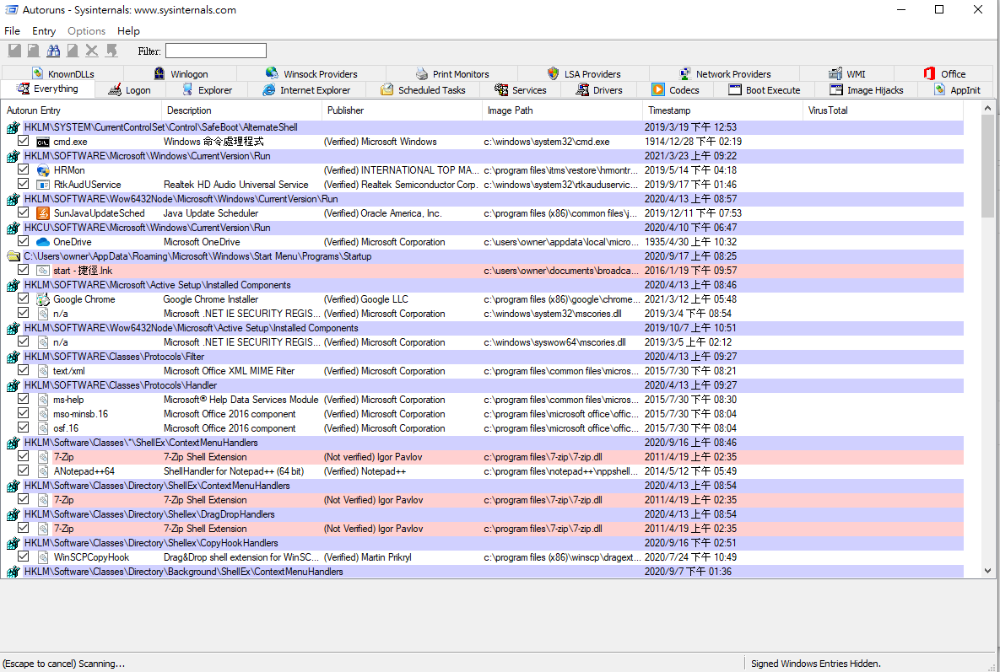 Autoruns - Sysinternals: www.sysinternals.com
File Entry Options Help
Filter:
KnownDLLs Winlogon Winsock Providers Print Monitors LSA Providers Network Providers WMI Office
Everything Logon Explorer Internet Explorer Scheduled Tasks Services Drivers Codecs Boot Execute Image Hijacks AppInit
Autorun Entry Description Publisher Image Path Timestamp VirusTotal
HKLM\SYSTEM\CurrentControlSet\Control\SafeBoot\AlternateShell 2019/3/19 下午 12:53
cmd.exe Windows 命令處理程式 (Verified) Microsoft Windows c:\windows\system32\cmd.exe 1914/12/28 下午 02:19
HKLM\SOFTWARE\Microsoft\Windows\CurrentVersion\Run 2021/3/23 上午 09:22
HRMon (Verified) INTERNATIONAL TOP MA... c:\program files\itms\restore\hrmontr... 2019/5/14 下午 04:18
RtkAudUService Realtek HD Audio Universal Service (Verified) Realtek Semiconductor Corp. c:\windows\system32\rtkauduservic... 2019/9/17 下午 01:46
HKLM\SOFTWARE\Wow6432Node\Microsoft\Windows\CurrentVersion\Run 2020/4/13 上午 08:57
SunJavaUpdateSched Java Update Scheduler (Verified) Oracle America, Inc. c:\program files (x86)\common files\j... 2019/12/11 下午 07:53
HKCU\SOFTWARE\Microsoft\Windows\CurrentVersion\Run 2020/4/10 下午 06:47
OneDrive Microsoft OneDrive (Verified) Microsoft Corporation c:\users\owner\appdata\local\micro... 1935/4/30 上午 10:32
C:\Users\owner\AppData\Roaming\Microsoft\Windows\Start Menu\Programs\Startup 2020/9/17 上午 08:25
start - 捷徑.lnk c:\users\owner\documents\broadca... 2016/1/19 下午 09:57
HKLM\SOFTWARE\Microsoft\Active Setup\Installed Components 2020/4/13 上午 08:46
Google Chrome Google Chrome Installer (Verified) Google LLC c:\program files (x86)\google\chrome... 2021/3/12 上午 05:48
n/a Microsoft .NET IE SECURITY REGIS... (Verified) Microsoft Corporation c:\windows\system32\mscories.dll 2019/3/4 下午 08:54
HKLM\SOFTWARE\Wow6432Node\Microsoft\Active Setup\Installed Components 2019/10/7 上午 10:51
n/a Microsoft .NET IE SECURITY REGIS... (Verified) Microsoft Corporation c:\windows\syswow64\mscories.dll 2019/3/5 上午 02:12
HKLM\SOFTWARE\Classes\Protocols\Filter 2020/4/13 上午 09:27
text/xml Microsoft Office XML MIME Filter (Verified) Microsoft Corporation c:\program files\common files\micros... 2015/7/30 下午 08:21
HKLM\SOFTWARE\Classes\Protocols\Handler 2020/4/13 上午 09:27
ms-help Microsoft® Help Data Services Module (Verified) Microsoft Corporation c:\program files\common files\micros... 2015/7/30 下午 08:30
mso-minsb.16 Microsoft Office 2016 component (Verified) Microsoft Corporation c:\program files\microsoft office\offic... 2015/7/30 下午 08:04
osf.16 Microsoft Office 2016 component (Verified) Microsoft Corporation c:\program files\microsoft office\offic... 2015/7/30 下午 08:04
HKLM\Software\Classes\*\ShellEx\ContextMenuHandlers 2020/9/16 上午 08:46
7-Zip 7-Zip Shell Extension (Not verified) Igor Pavlov c:\program files\7-zip\7-zip.dll 2011/4/19 上午 02:35
ANotepad++64 ShellHandler for Notepad++ (64 bit) (Verified) Notepad++ c:\program files\notepad++\nppshell... 2014/5/12 下午 05:49
HKLM\Software\Classes\Directory\ShellEx\ContextMenuHandlers 2020/4/13 上午 08:54
7-Zip 7-Zip Shell Extension (Not Verified) Igor Pavlov c:\program files\7-zip\7-zip.dll 2011/4/19 上午 02:35
HKLM\Software\Classes\Directory\Shellex\DragDropHandlers 2020/4/13 上午 08:54
7-Zip 7-Zip Shell Extension (Not Verified) Igor Pavlov c:\program files\7-zip\7-zip.dll 2011/4/19 上午 02:35
HKLM\Software\Classes\Directory\Shellex\CopyHookHandlers 2020/9/16 下午 02:51
WinSCPCopyHook Drag&Drop shell extension for WinSC... (Verified) Martin Prikryl c:\program files (x86)\winscp\dragext... 2020/7/24 下午 10:49
HKLM\Software\Classes\Directory\Background\ShellEx\ContextMenuHandlers 2020/9/7 下午 01:36
(Escape to cancel) Scanning... Signed Windows Entries Hidden.